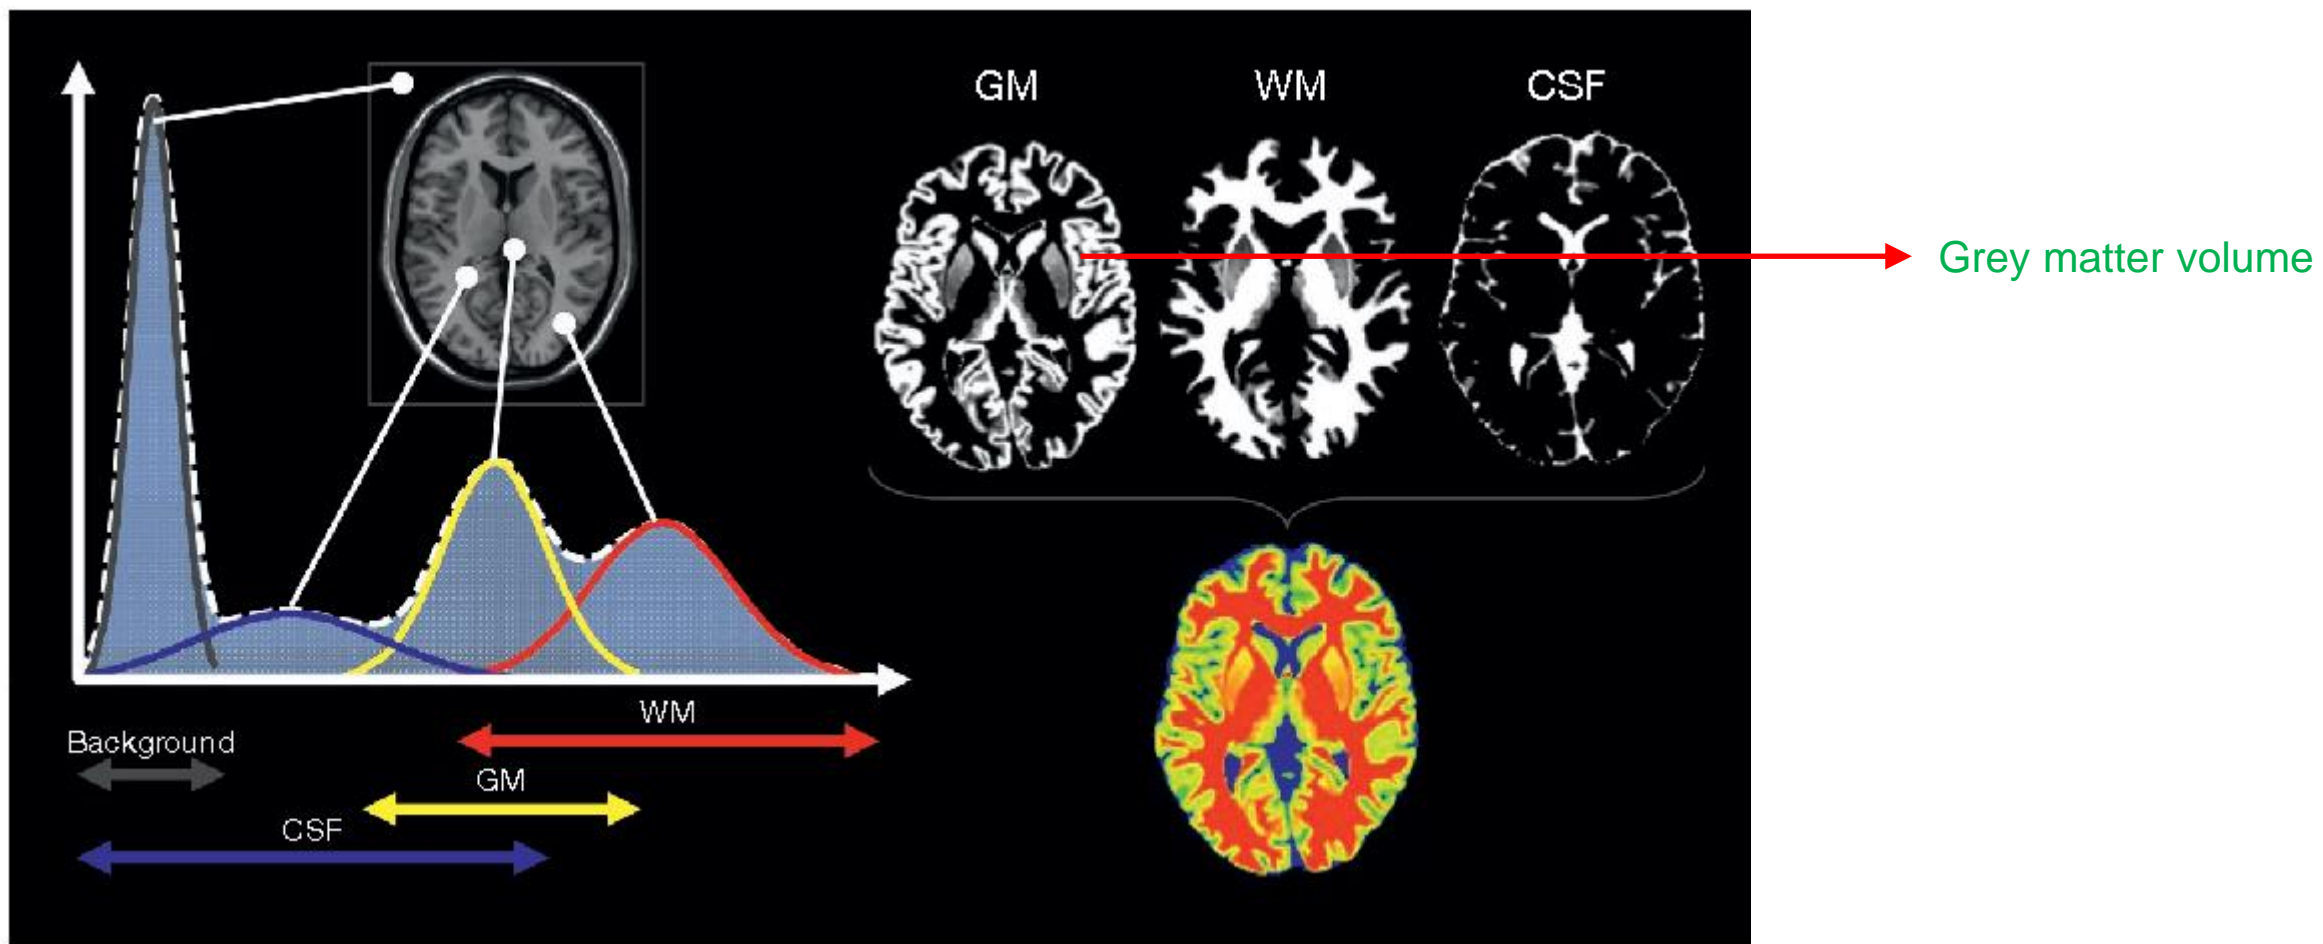 GM
WM
CSF
Grey matter volume
WM
Background
GM
CSF